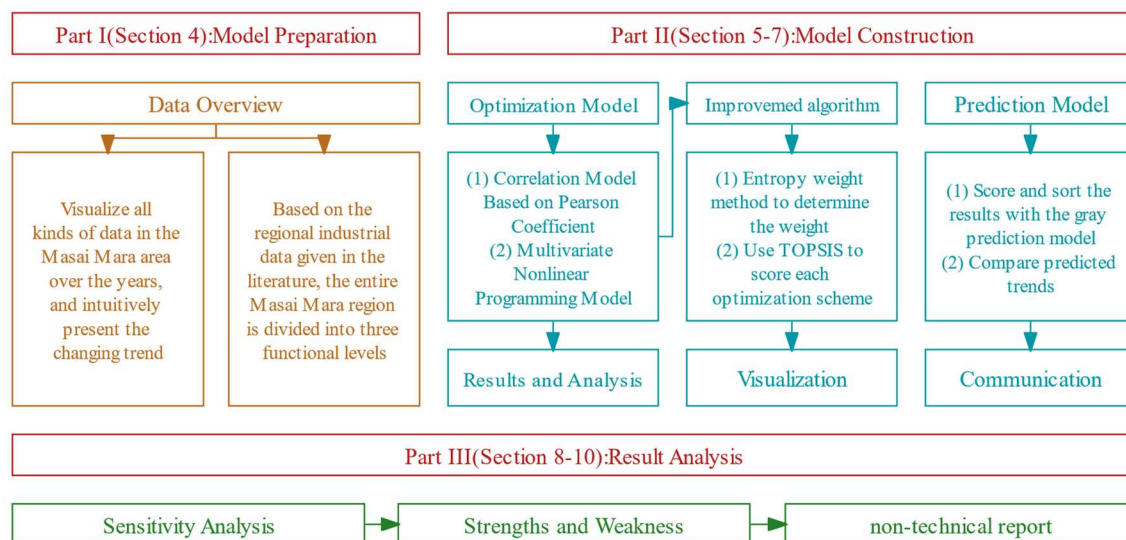 Part I(Section 4):Model Preparation
Part II(Section 5-7):Model Construction
Data Overview
Visualize all
kinds of data in the
Masai Mara area
over the years,
and intuitively
present the
changing trend
Based on the
regional industrial
data given in the
literature, the entire
Masai Mara region
is divided into three
functional levels
Optimization Model
(1) Correlation Model
Based on Pearson
Coefficient
(2) Multivariate
Nonlinear
Programming Model
Results and Analysis
Improvemed algorithm
(1) Entropy weight
method to determine
the weight
(2) Use TOPSIS to
score each
optimization scheme
Visualization
Prediction Model
(1) Score and sort the
results with the gray
prediction model
(2) Compare predicted
trends
Communication
Part III(Section 8-10):Result Analysis
Sensitivity Analysis
Strengths and Weakness
non-technical report